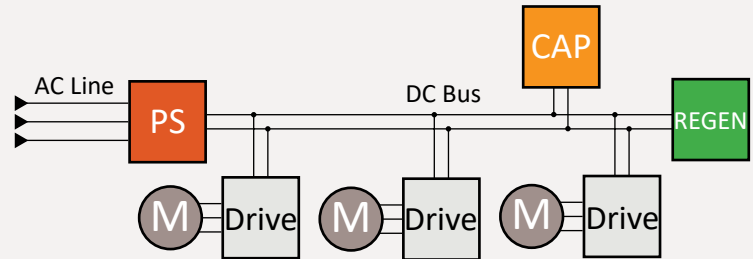 CAP
AC Line
DC Bus
PS
REGEN
M
Drive
M
Drive
M
Drive